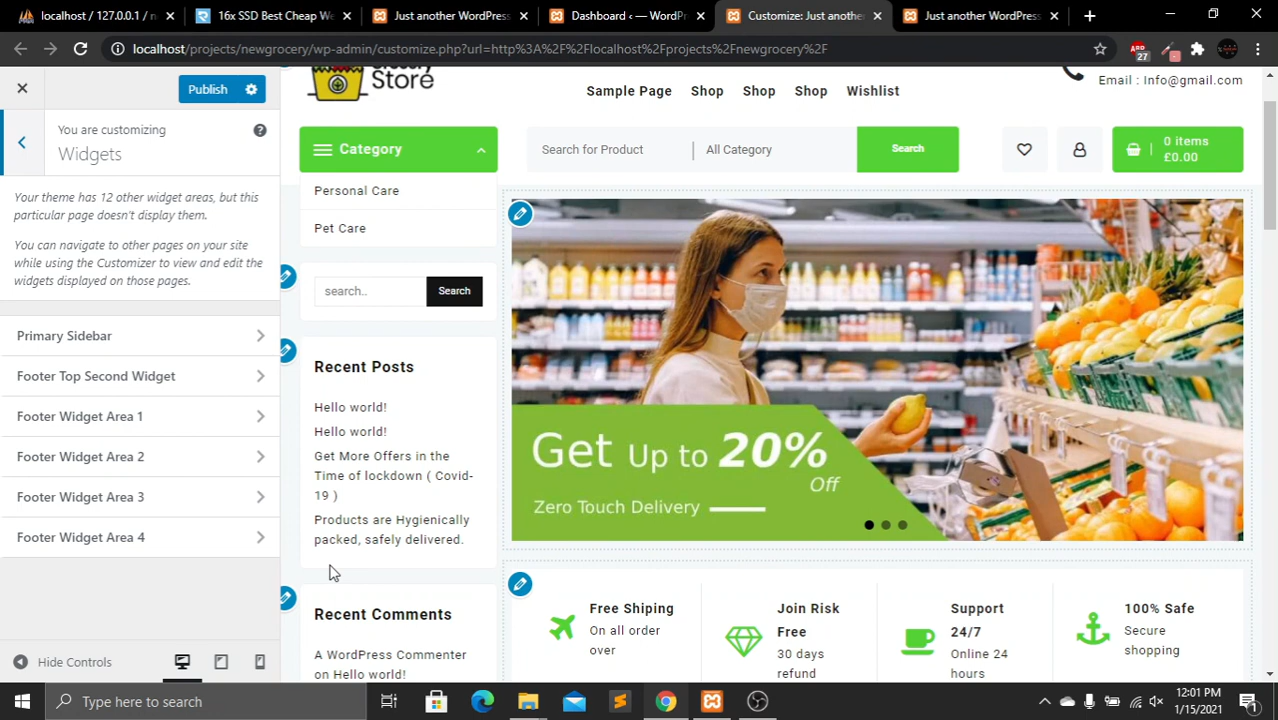 localhost / 127.0.0.1 / n
16x SSD Best Cheap We
Just another WordPress
Dashboard ‹ — WordPr
Customize: Just anothe
Just another WordPress
localhost/projects/newgrocery/wp-admin/customize.php?url=http%3A%2F%2Flocalhost%2Fprojects%2Fnewgrocery%2F
ABD
27
Publish
You are customizing
Widgets
Your theme has 12 other widget areas, but this
particular page doesn't display them.
You can navigate to other pages on your site
while using the Customizer to view and edit the
widgets displayed on those pages.
Primary Sidebar
Footer Top Second Widget
Footer Widget Area 1
Footer Widget Area 2
Footer Widget Area 3
Footer Widget Area 4
Hide Controls
Store
Sample Page
Shop
Shop
Shop
Wishlist
Email : Info@gmail.com
Category
Search for Product
All Category
Search
0 items
£0.00
Personal Care
Pet Care
search..
Search
Recent Posts
Hello world!
Hello world!
Get More Offers in the
Time of lockdown ( Covid-
19 )
Products are Hygienically
packed, safely delivered.
Recent Comments
A WordPress Commenter
on Hello world!
Get Up to 20%
Off
Zero Touch Delivery
Free Shiping
On all order
over
Join Risk
Free
30 days
refund
Support
24/7
Online 24
hours
100% Safe
Secure
shopping
Type here to search
12:01 PM
1/15/2021
1